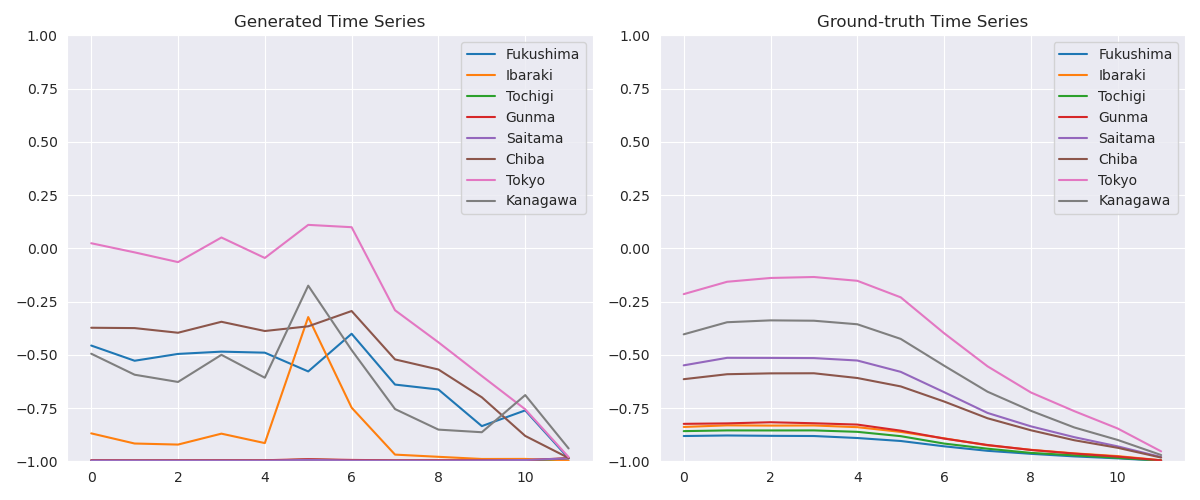 Generated Time Series
1.00
0.75
0.50
0.25
0.00
−0.25
−0.50
−0.75
−1.00
0 2 4 6 8 10
Fukushima
Ibaraki
Tochigi
Gunma
Saitama
Chiba
Tokyo
Kanagawa
Ground-truth Time Series
1.00
0.75
0.50
0.25
0.00
−0.25
−0.50
−0.75
−1.00
0 2 4 6 8 10
Fukushima
Ibaraki
Tochigi
Gunma
Saitama
Chiba
Tokyo
Kanagawa